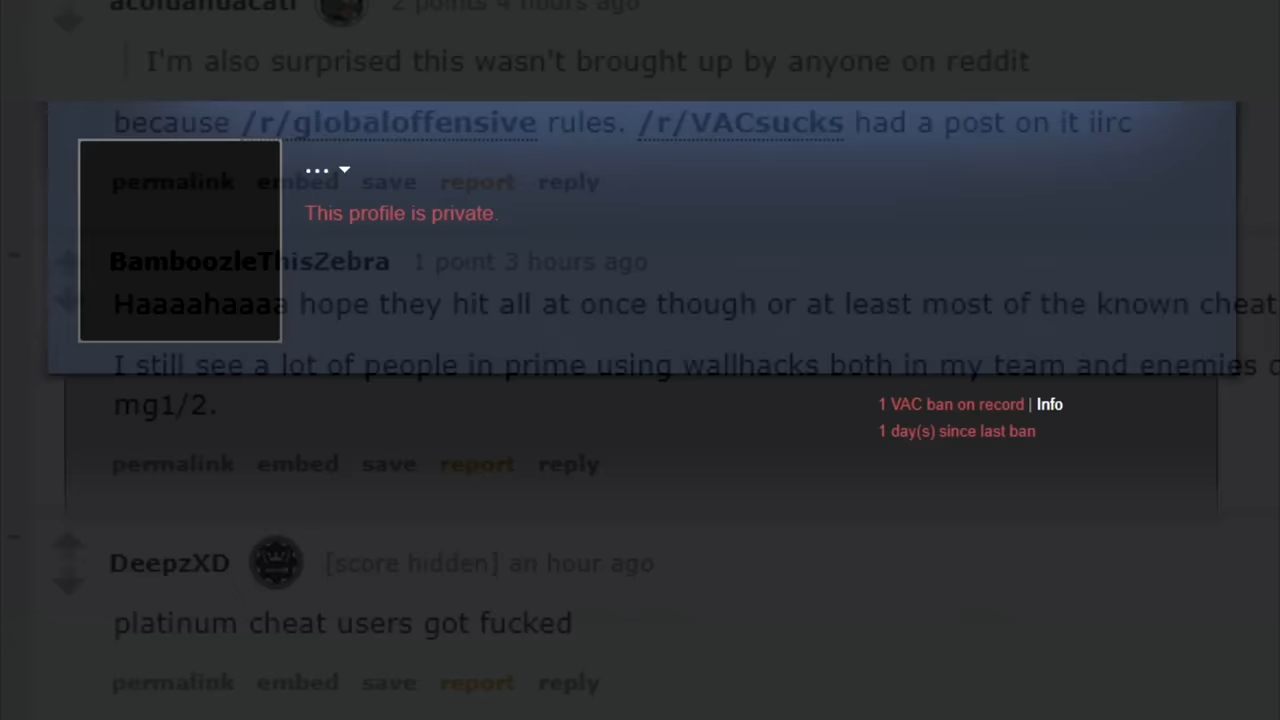 acoluanuacatl 2 points 4 hours ago
I'm also surprised this wasn't brought up by anyone on reddit
because /r/globaloffensive rules. /r/VACsucks had a post on it iirc
...
permalink embed save report reply
This profile is private.
BamboozleThisZebra 1 point 3 hours ago
Haaaahaaaa hope they hit all at once though or at least most of the known cheat
I still see a lot of people in prime using wallhacks both in my team and enemies
mg1/2.
1 VAC ban on record | Info
1 day(s) since last ban
permalink embed save report reply
DeepzXD [score hidden] an hour ago
platinum cheat users got fucked
permalink embed save report reply